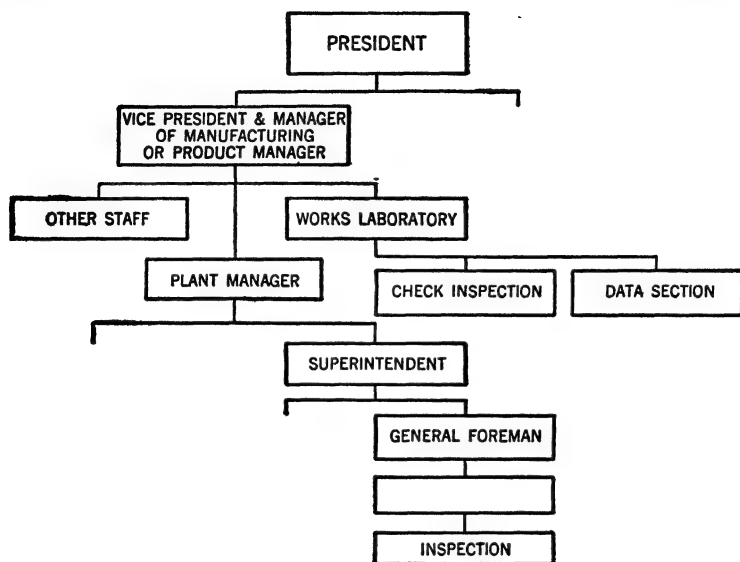 PRESIDENT
VICE PRESIDENT & MANAGER
OF MANUFACTURING
OR PRODUCT MANAGER
OTHER STAFF
WORKS LABORATORY
PLANT MANAGER
CHECK INSPECTION
DATA SECTION
SUPERINTENDENT
GENERAL FOREMAN
INSPECTION